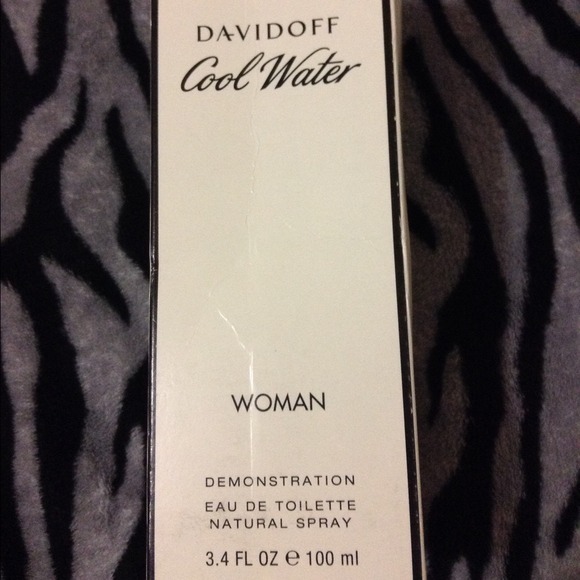 DAVIDOFF
Cool Water
WOMAN
DEMONSTRATION
EAU DE TOILETTE
NATURAL SPRAY
3.4 FL OZ ℮ 100 ml